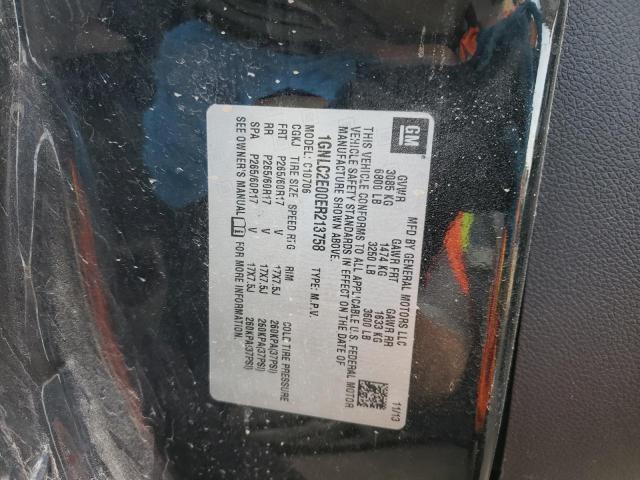 GM
MFD BY GENERAL MOTORS LLC
11/13
GVWR GAWR FRT GAWR RR
3085 KG 1474 KG 1633 KG
6800 LB 3250 LB 3600 LB
THIS VEHICLE CONFORMS TO ALL APPL'CABLE U.S. FEDERAL MOTOR
VEHICLE SAFETY STANDARDS IN EFFECT ON THE DATE OF
MANUFACTURE SHOWN ABOVE.
1GNLC2E00ER213758 TYPE: M.P.V.
MODEL: C10706
CGKJ TIRE SIZE SPEED RTG RIM COLD TIRE PRESSURE
FRT P265/60R17 V 17X7.5J 260KPA(37PSI)
RR P265/60R17 V 17X7.5J 260KPA(37PSI)
SPA P265/60R17 V 17X7.5J 260KPA(37PSI)
SEE OWNER'S MANUAL FOR MORE INFORMATION.